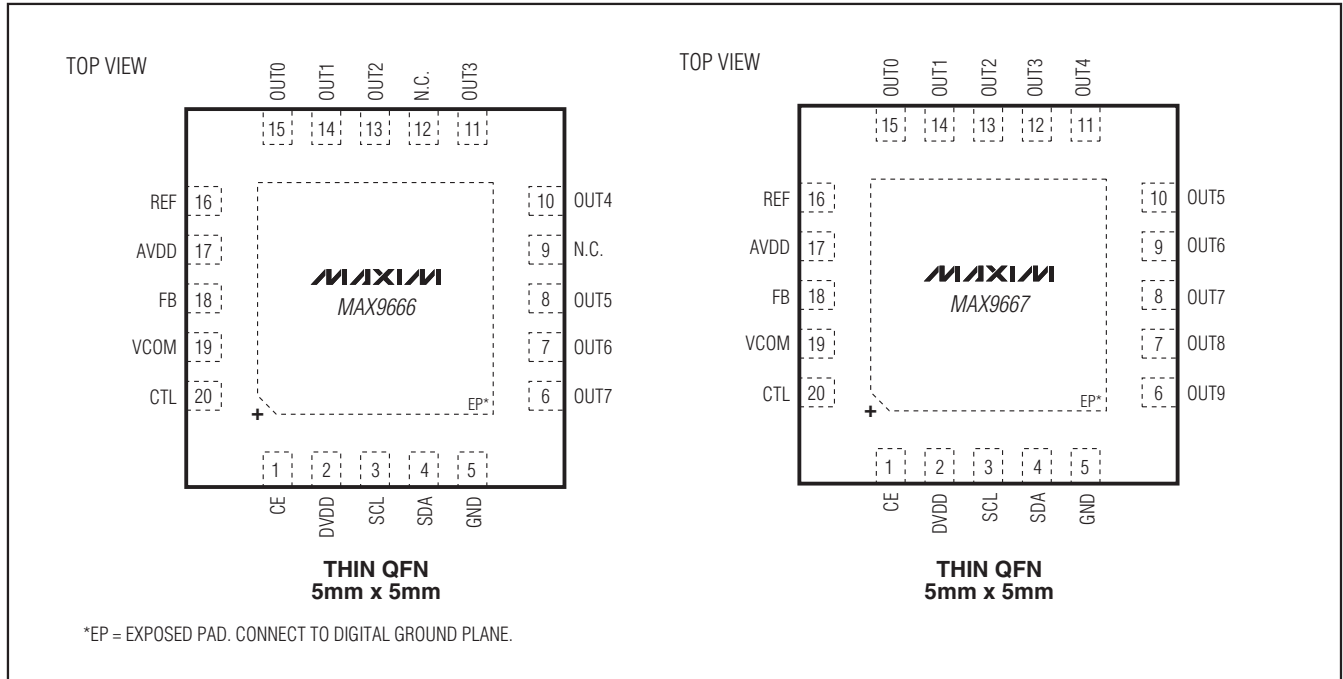 TOP VIEW
OUT0 OUT1 OUT2 N.C. OUT3
15 14 13 12 11
REF 16
AVDD 17
FB 18
VCOM 19
CTL 20
10 OUT4
9 N.C.
8 OUT5
7 OUT6
6 OUT7
MAXIM
MAX9666
EP*
+
1 2 3 4 5
CE DVDD SCL SDA GND
THIN QFN
5mm x 5mm
*EP = EXPOSED PAD. CONNECT TO DIGITAL GROUND PLANE.
TOP VIEW
OUT0 OUT1 OUT2 OUT3 OUT4
15 14 13 12 11
REF 16
AVDD 17
FB 18
VCOM 19
CTL 20
10 OUT5
9 OUT6
8 OUT7
7 OUT8
6 OUT9
MAXIM
MAX9667
EP*
+
1 2 3 4 5
CE DVDD SCL SDA GND
THIN QFN
5mm x 5mm